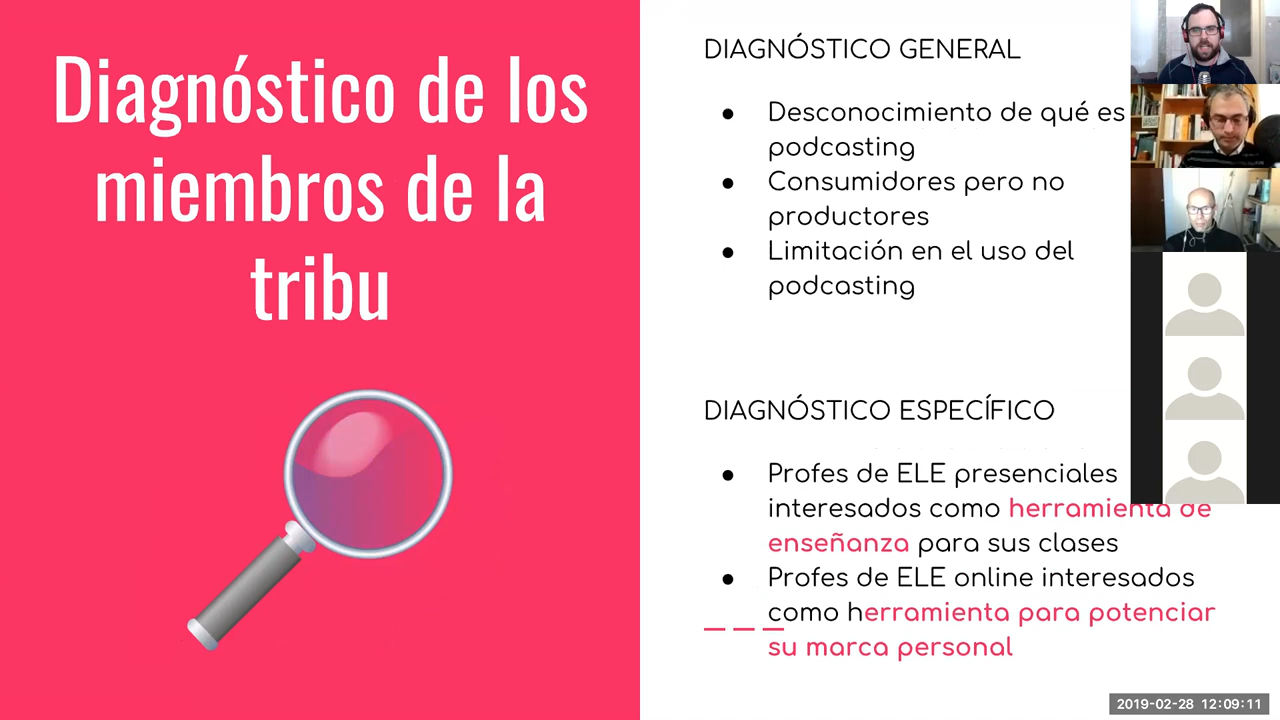 Diagnóstico de los
miembros de la
tribu
DIAGNÓSTICO GENERAL
● Desconocimiento de qué es
podcasting
● Consumidores pero no
productores
● Limitación en el uso del
podcasting
DIAGNÓSTICO ESPECÍFICO
● Profes de ELE presenciales
interesados como herramienta de
enseñanza para sus clases
● Profes de ELE online interesados
como herramienta para potenciar
su marca personal
2019-02-28 12:09:11